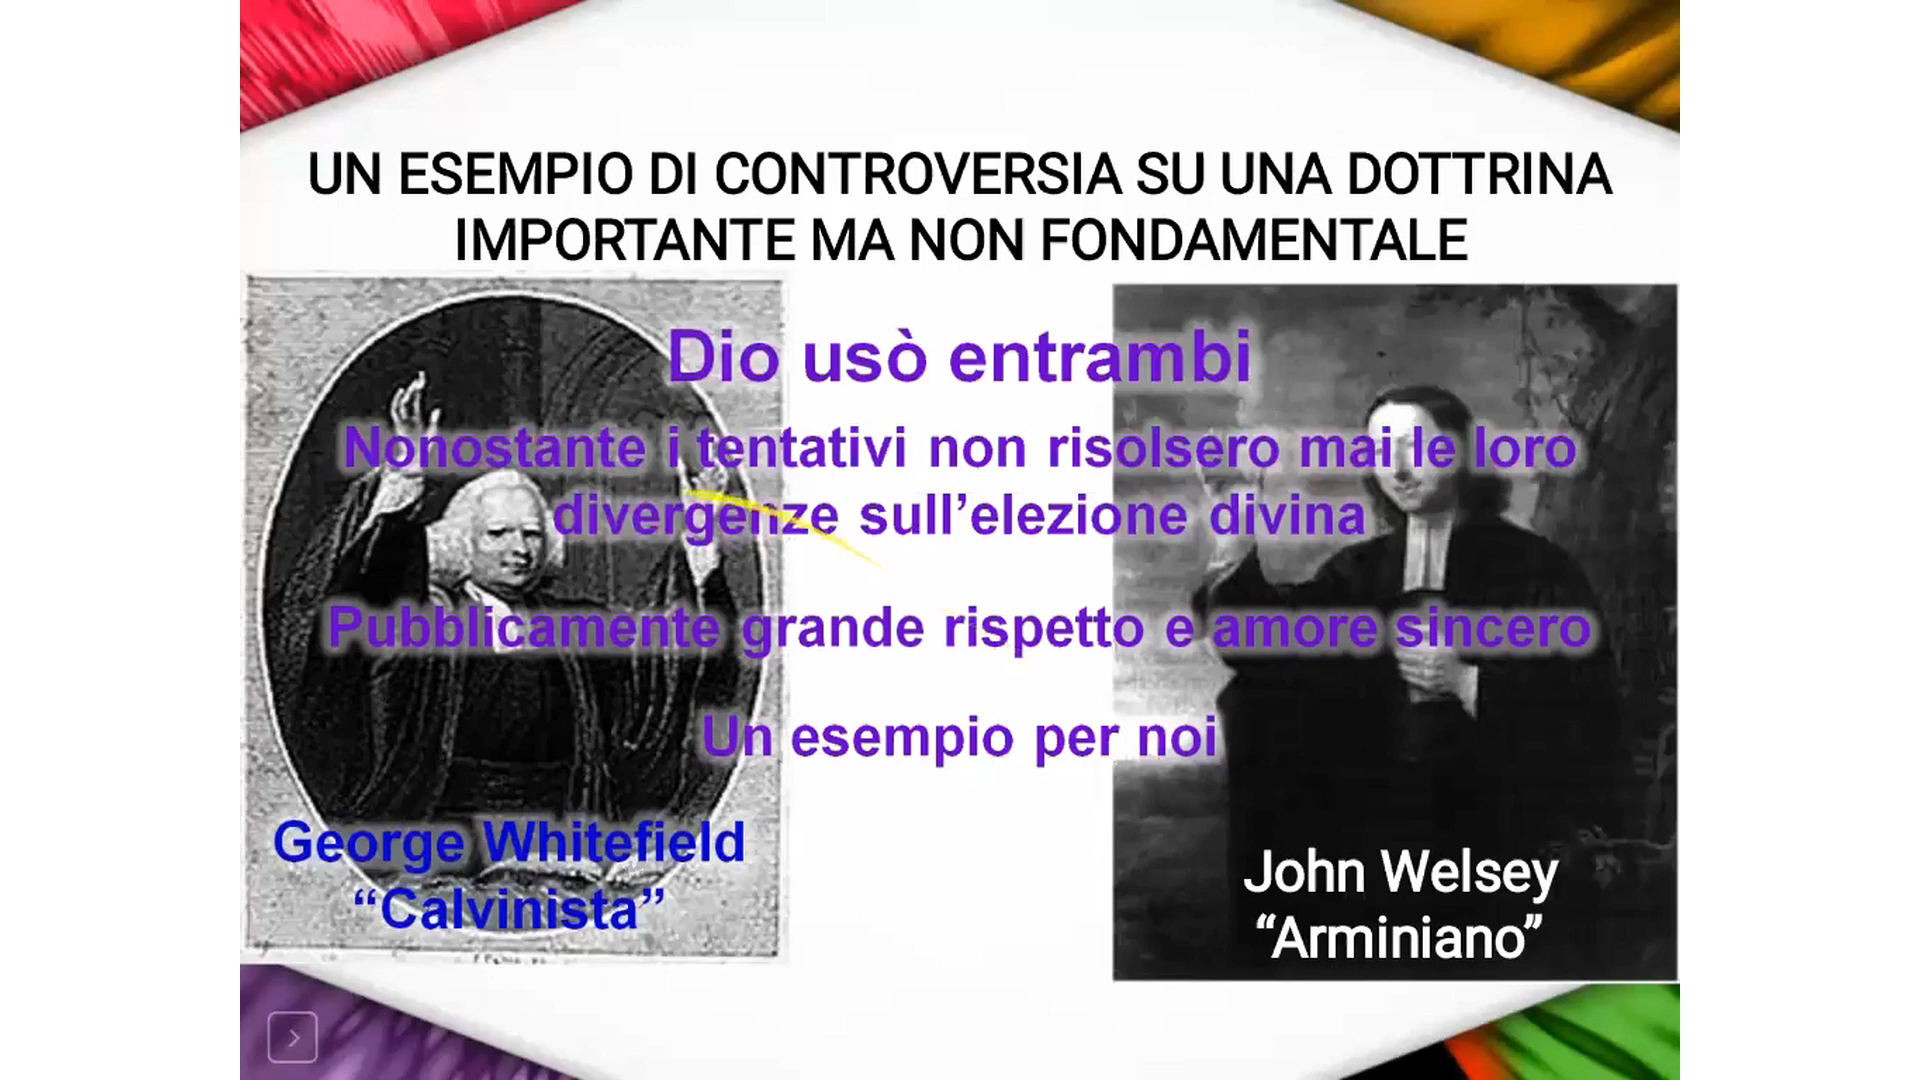 UN ESEMPIO DI CONTROVERSIA SU UNA DOTTRINA
IMPORTANTE MA NON FONDAMENTALE
Dio usò entrambi
Nonostante i tentativi non risolsero mai le loro
divergenze sull’elezione divina
Pubblicamente grande rispetto e amore sincero
Un esempio per noi
George Whitefield
“Calvinista”
John Welsey
“Arminiano”